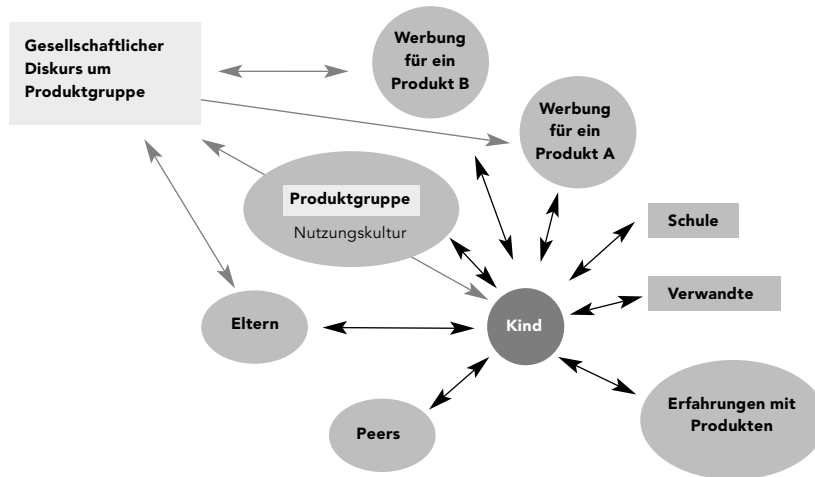 Gesellschaftlicher
Diskurs um
Produktgruppe
Werbung
für ein
Produkt B
Werbung
für ein
Produkt A
Produktgruppe
Nutzungskultur
Schule
Verwandte
Eltern
Kind
Erfahrungen mit
Produkten
Peers